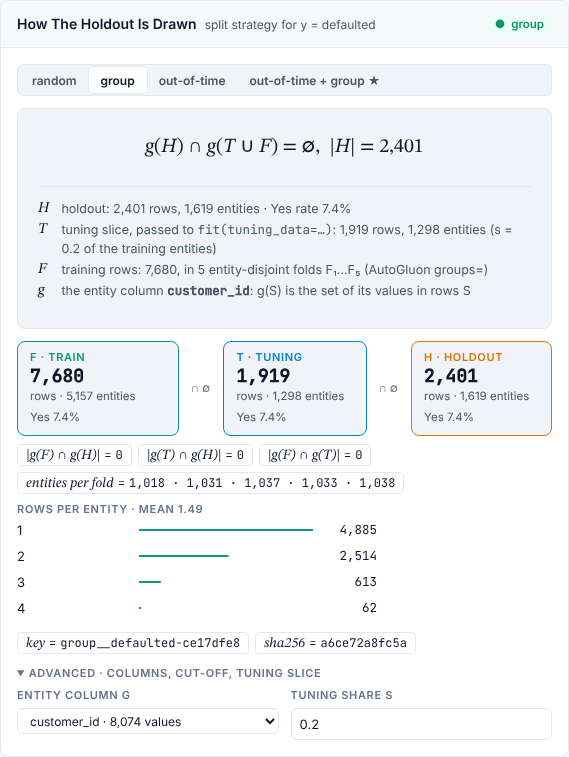 How The Holdout Is Drawn split strategy for y = defaulted ● group
random group out-of-time out-of-time + group ★
g(H) ∩ g(T ∪ F) = ∅, |H| = 2,401
H holdout: 2,401 rows, 1,619 entities · Yes rate 7.4%
T tuning slice, passed to fit(tuning_data=…): 1,919 rows, 1,298 entities (s =
0.2 of the training entities)
F training rows: 7,680, in 5 entity-disjoint folds F₁…F₅ (AutoGluon groups=)
g the entity column customer_id: g(S) is the set of its values in rows S
F · TRAIN
7,680
rows · 5,157 entities
Yes 7.4%
∩ ∅
T · TUNING
1,919
rows · 1,298 entities
Yes 7.4%
∩ ∅
H · HOLDOUT
2,401
rows · 1,619 entities
Yes 7.4%
|g(F) ∩ g(H)| = 0 |g(T) ∩ g(H)| = 0 |g(F) ∩ g(T)| = 0
entities per fold = 1,018 · 1,031 · 1,037 · 1,033 · 1,038
ROWS PER ENTITY · MEAN 1.49
1 4,885
2 2,514
3 613
4 62
key = group__defaulted-ce17dfe8 sha256 = a6ce72a8fc5a
▼ ADVANCED · COLUMNS, CUT-OFF, TUNING SLICE
ENTITY COLUMN G TUNING SHARE S
customer_id · 8,074 values 0.2